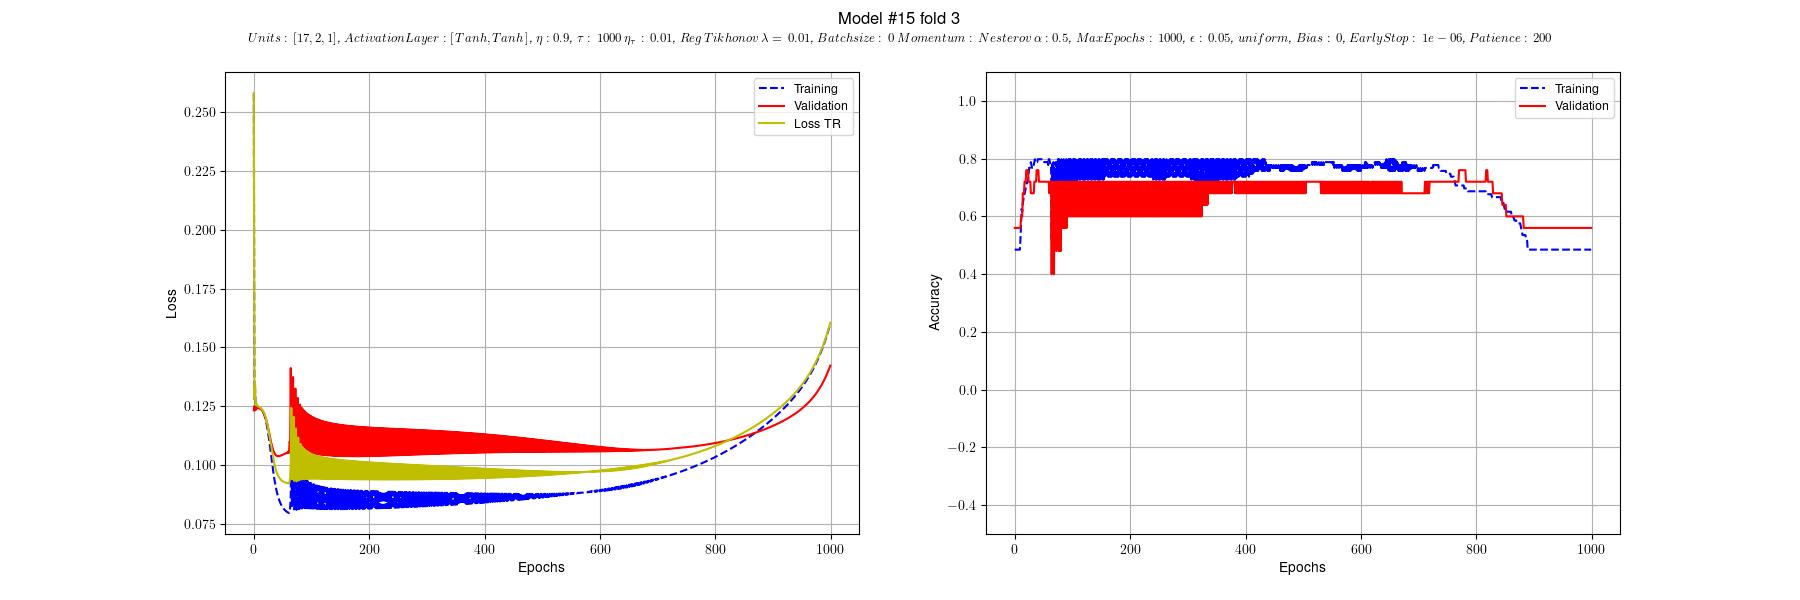 Model #15 fold 3
Units : [17, 2, 1], ActivationLayer : [Tanh, Tanh], η : 0.9, τ : 1000 ητ : 0.01, Reg Tikhonov λ = 0.01, Batchsize : 0 Momentum : Nesterov α : 0.5, MaxEpochs : 1000, ϵ : 0.05, uniform, Bias : 0, EarlyStop : 1e − 06, Patience : 200
Loss
0.250
0.225
0.200
0.175
0.150
0.125
0.100
0.075
0 200 400 600 800 1000
Epochs
Training
Validation
Loss TR
Accuracy
1.0
0.8
0.6
0.4
0.2
0.0
−0.2
−0.4
0 200 400 600 800 1000
Epochs
Training
Validation